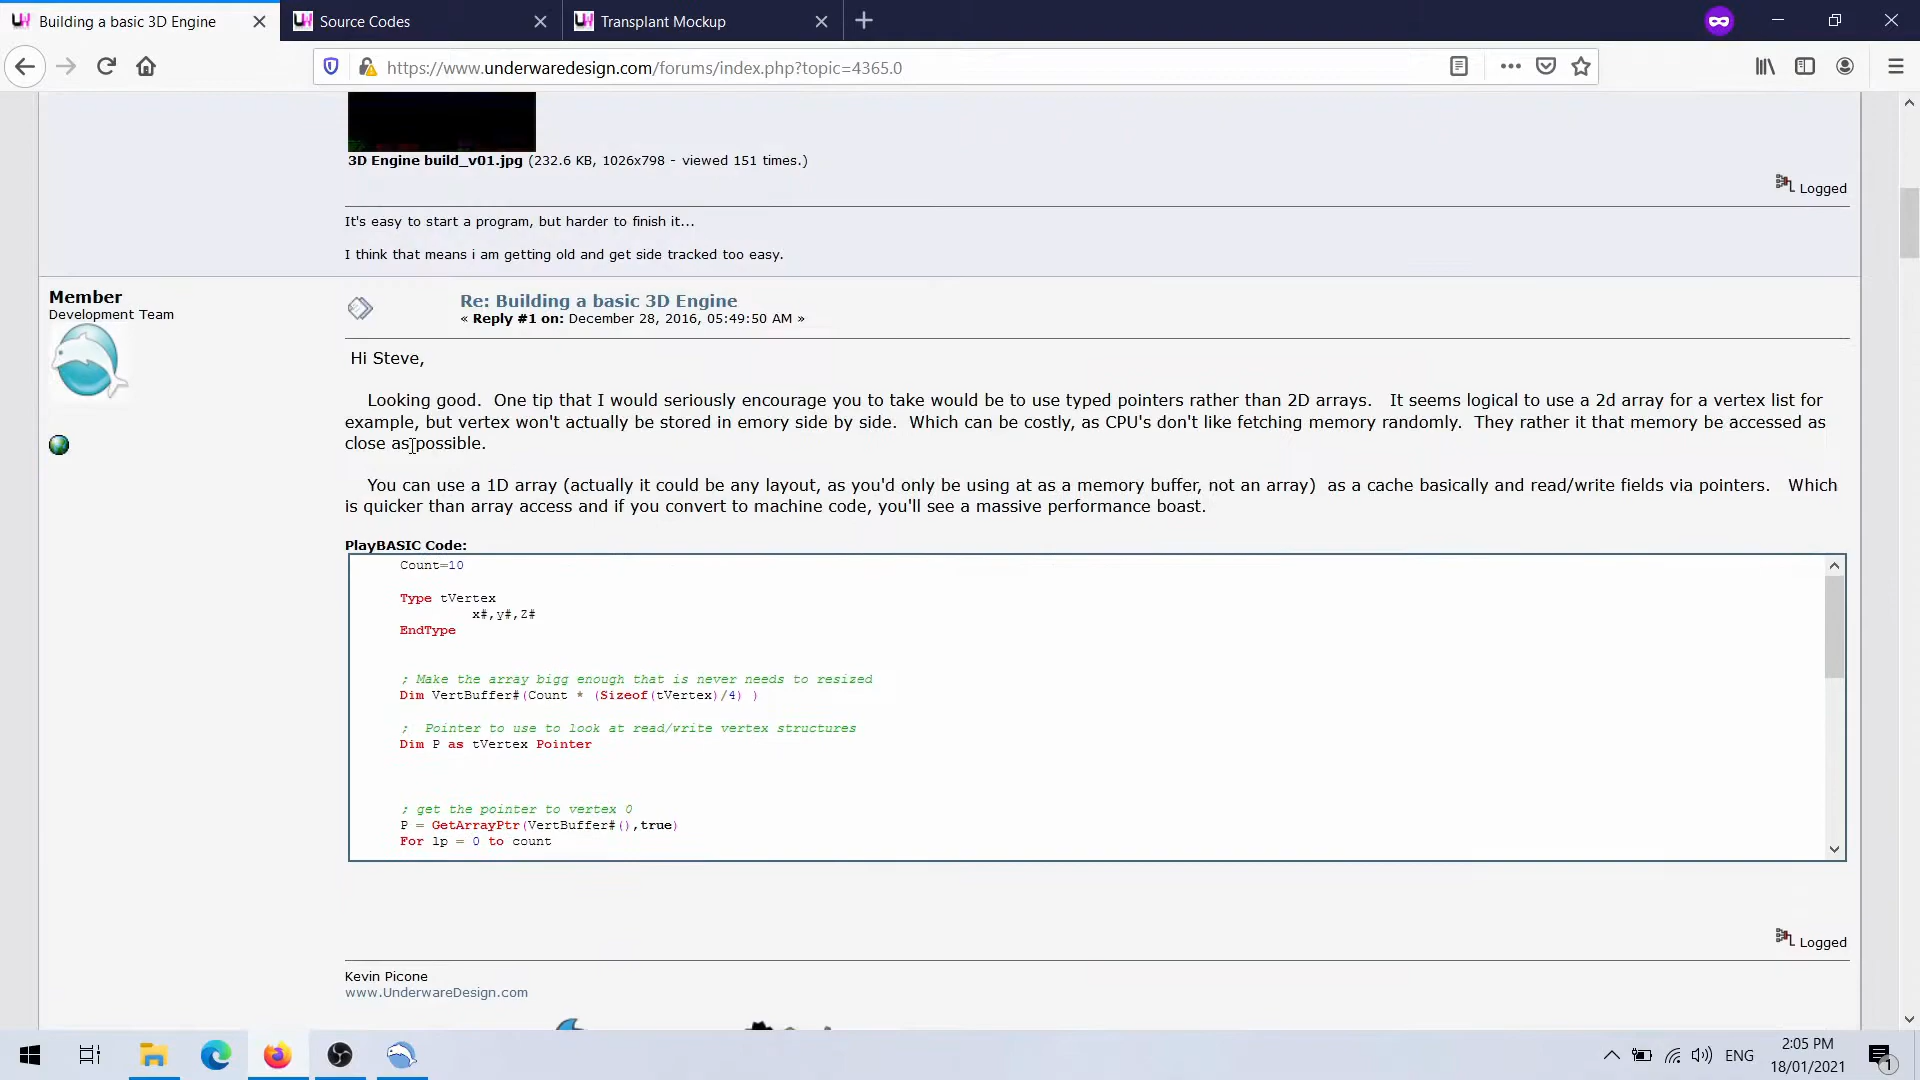 Building a basic 3D Engine
Source Codes
Transplant Mockup
https://www.underwaredesign.com/forums/index.php?topic=4365.0
3D Engine build_v01.jpg (232.6 KB, 1026x798 - viewed 151 times.)
Logged
It's easy to start a program, but harder to finish it...
I think that means i am getting old and get side tracked too easy.
Member
Development Team
Re: Building a basic 3D Engine
« Reply #1 on: December 28, 2016, 05:49:50 AM »
Hi Steve,
Looking good.  One tip that I would seriously encourage you to take would be to use typed pointers rather than 2D arrays.   It seems logical to use a 2d array for a vertex list for
example, but vertex won't actually be stored in emory side by side.  Which can be costly, as CPU's don't like fetching memory randomly.  They rather it that memory be accessed as
close as possible.
You can use a 1D array (actually it could be any layout, as you'd only be using at as a memory buffer, not an array)  as a cache basically and read/write fields via pointers.   Which
is quicker than array access and if you convert to machine code, you'll see a massive performance boast.
PlayBASIC Code:
Count=10
Type tVertex
x#,y#,Z#
EndType
; Make the array bigg enough that is never needs to resized
Dim VertBuffer#(Count * (Sizeof(tVertex)/4) )
;  Pointer to use to look at read/write vertex structures
Dim P as tVertex Pointer
; get the pointer to vertex 0
P = GetArrayPtr(VertBuffer#(),true)
For lp = 0 to count
Logged
Kevin Picone
www.UnderwareDesign.com
ENG
2:05 PM
18/01/2021
1